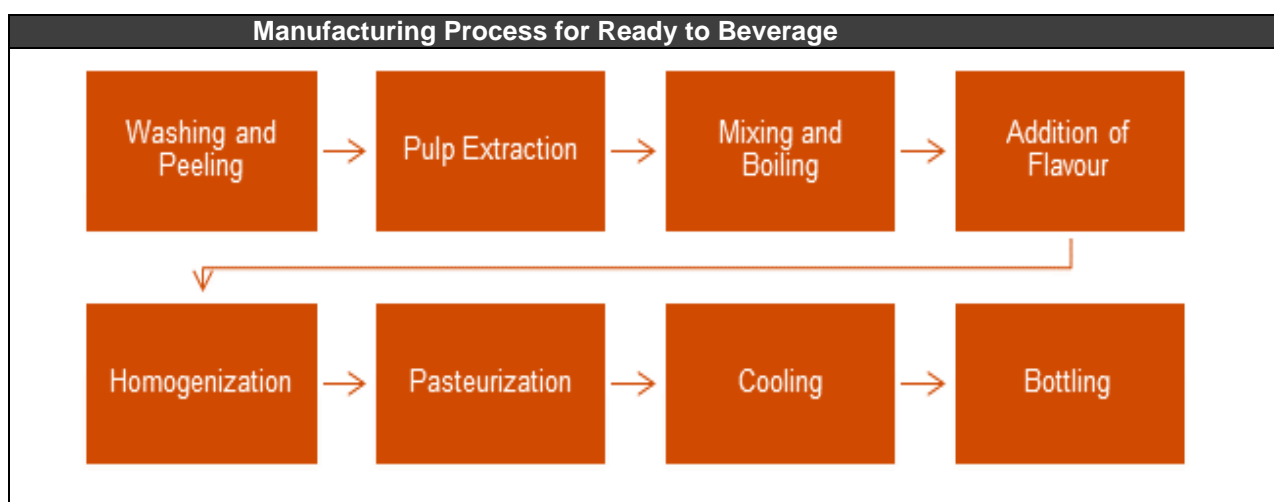 Manufacturing Process for Ready to Beverage
Washing and
Peeling
Pulp Extraction
Mixing and
Boiling
Addition of
Flavour
Homogenization
Pasteurization
Cooling
Bottling